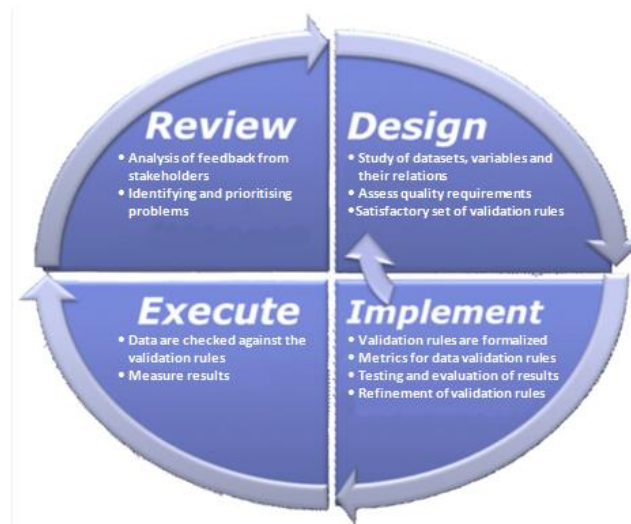 Review
• Analysis of feedback from
stakeholders
• Identifying and prioritising
problems
Design
• Study of datasets, variables and
their relations
• Assess quality requirements
• Satisfactory set of validation rules
Execute
• Data are checked against the
validation rules
• Measure results
Implement
• Validation rules are formalized
• Metrics for data validation rules
• Testing and evaluation of results
• Refinement of validation rules